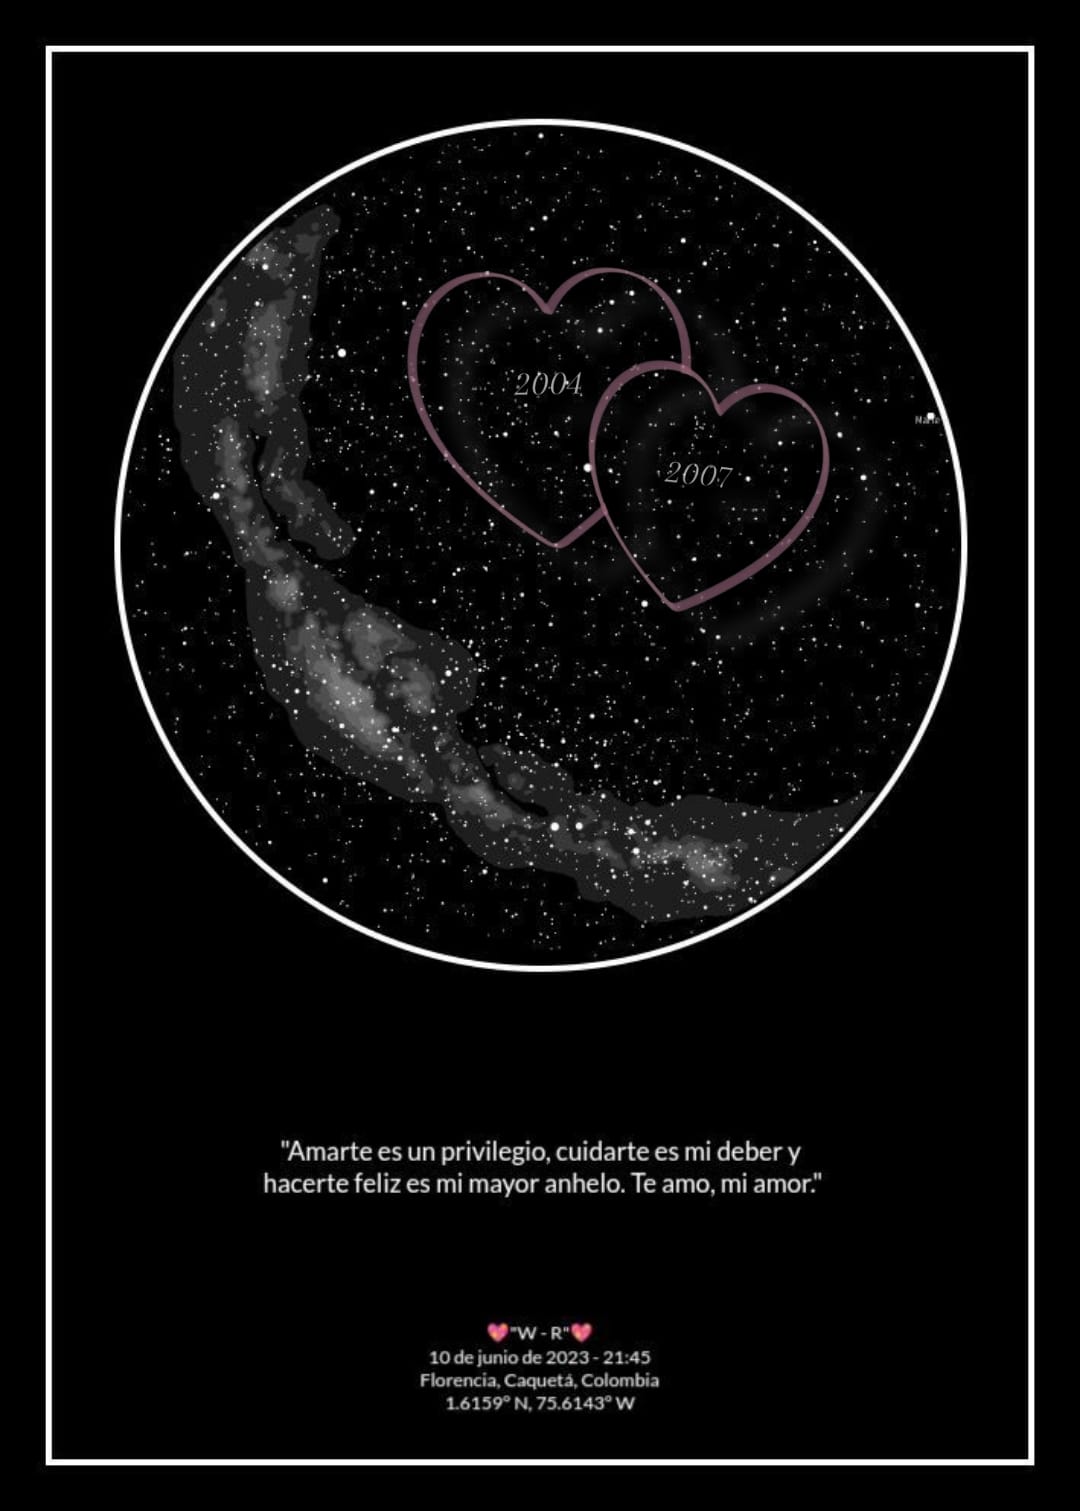 2004
2007
Marte
"Amarte es un privilegio, cuidarte es mi deber y
hacerte feliz es mi mayor anhelo. Te amo, mi amor."
💖"W - R"💖
10 de junio de 2023 - 21:45
Florencia, Caquetá, Colombia
1.6159° N, 75.6143° W